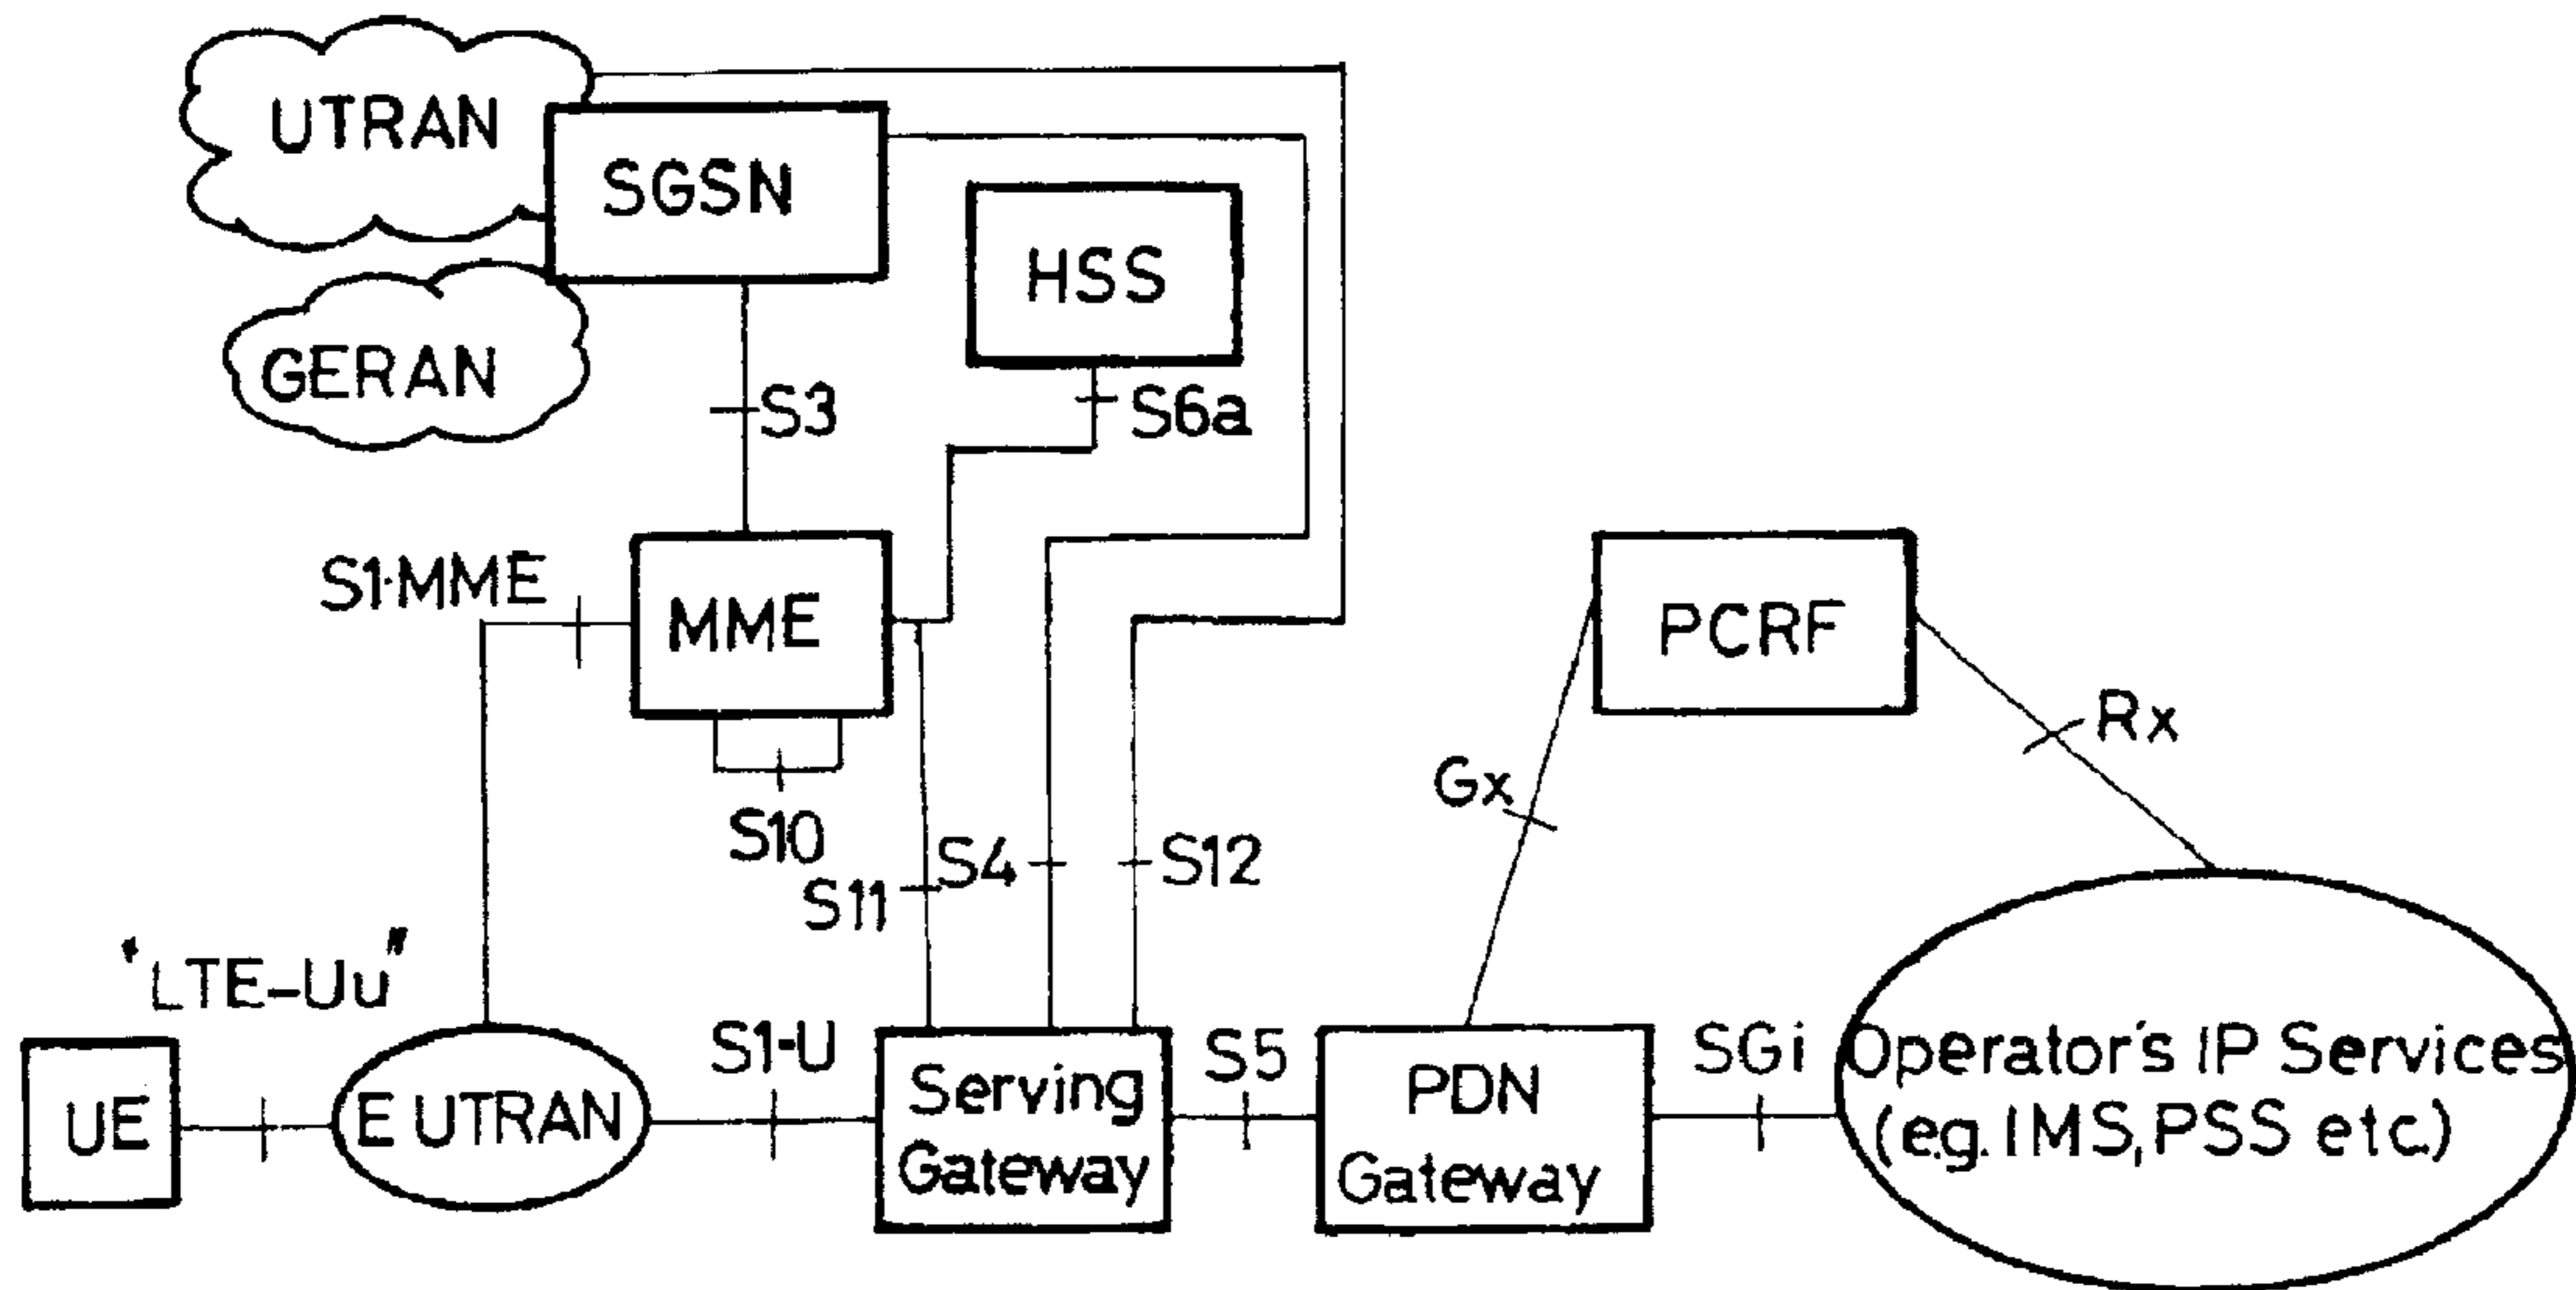 UTRAN
SGSN
HSS
GERAN
S3
S6a
S1-MME
MME
PCRF
Rx
Gx
S10
S11
S4
S12
"LTE-Uu"
S1-U
S5
SGi
UE
E UTRAN
Serving
Gateway
PDN
Gateway
Operator's IP Services
(e.g. IMS, PSS etc.)